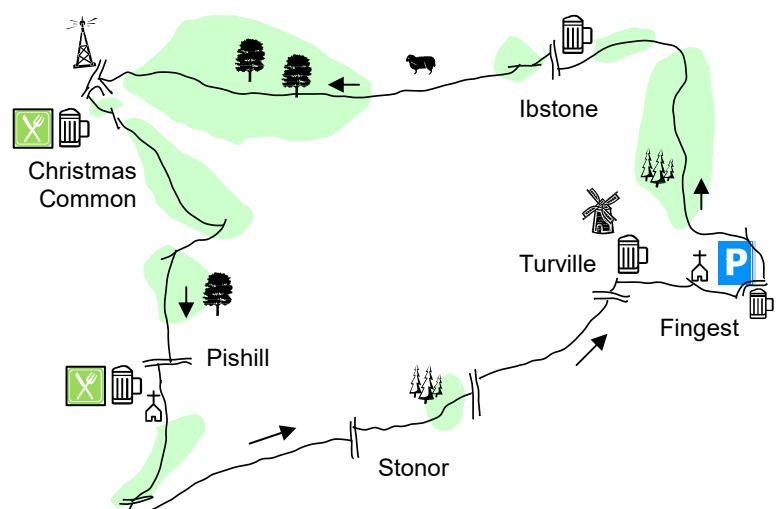 Ibstone
Christmas
Common
Turville
P
Fingest
Pishill
Stonor